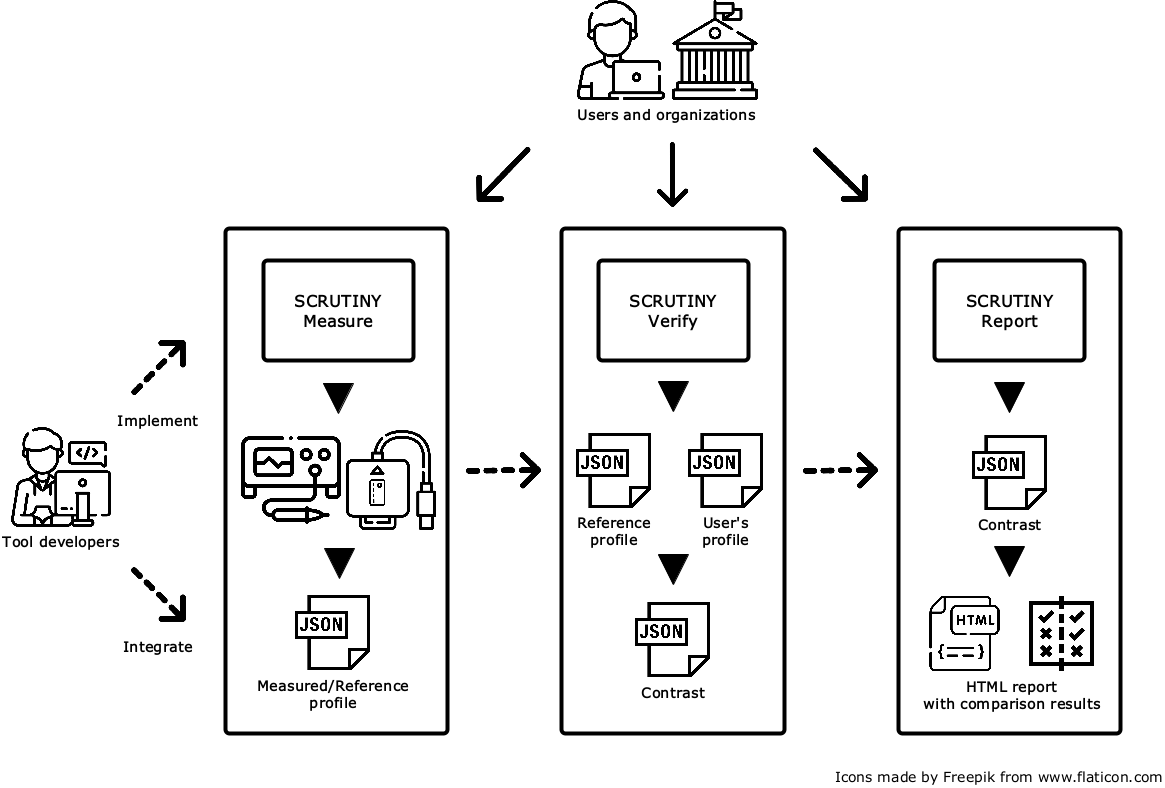 Users and organizations
SCRUTINY
Measure
SCRUTINY
Verify
SCRUTINY
Report
Implement
</>
Tool developers
Integrate
JSON
Measured/Reference
profile
JSON
JSON
Reference
profile
User's
profile
JSON
Contrast
JSON
Contrast
HTML
{==}
HTML report
with comparison results
Icons made by Freepik from www.flaticon.com